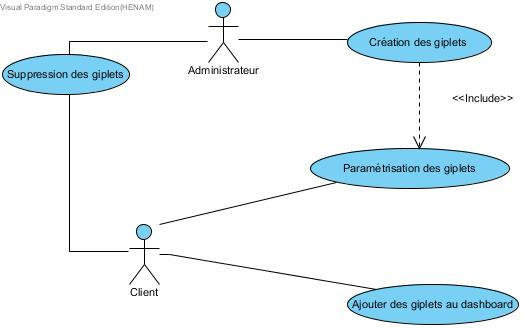 Visual Paradigm Standard Edition(HENAM)
Administrateur
Création des giplets
Suppression des giplets
<<Include>>
Paramètrisation des giplets
Client
Ajouter des giplets au dashboard